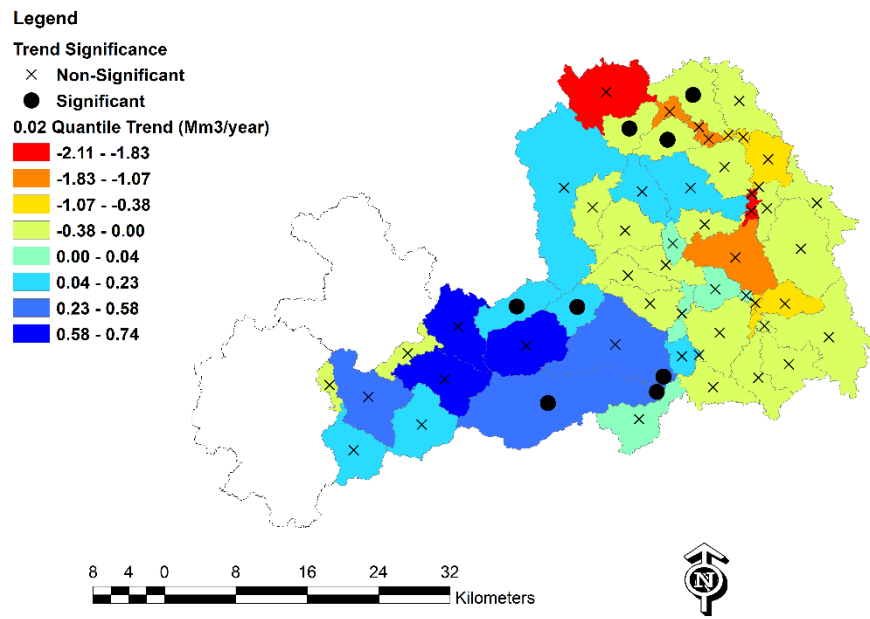 Legend
Trend Significance
Non-Significant
Significant
0.02 Quantile Trend (Mm3/year)
-2.11 - -1.83
-1.83 - -1.07
-1.07 - -0.38
-0.38 - 0.00
0.00 - 0.04
0.04 - 0.23
0.23 - 0.58
0.58 - 0.74
8 4 0 8 16 24 32
Kilometers
N